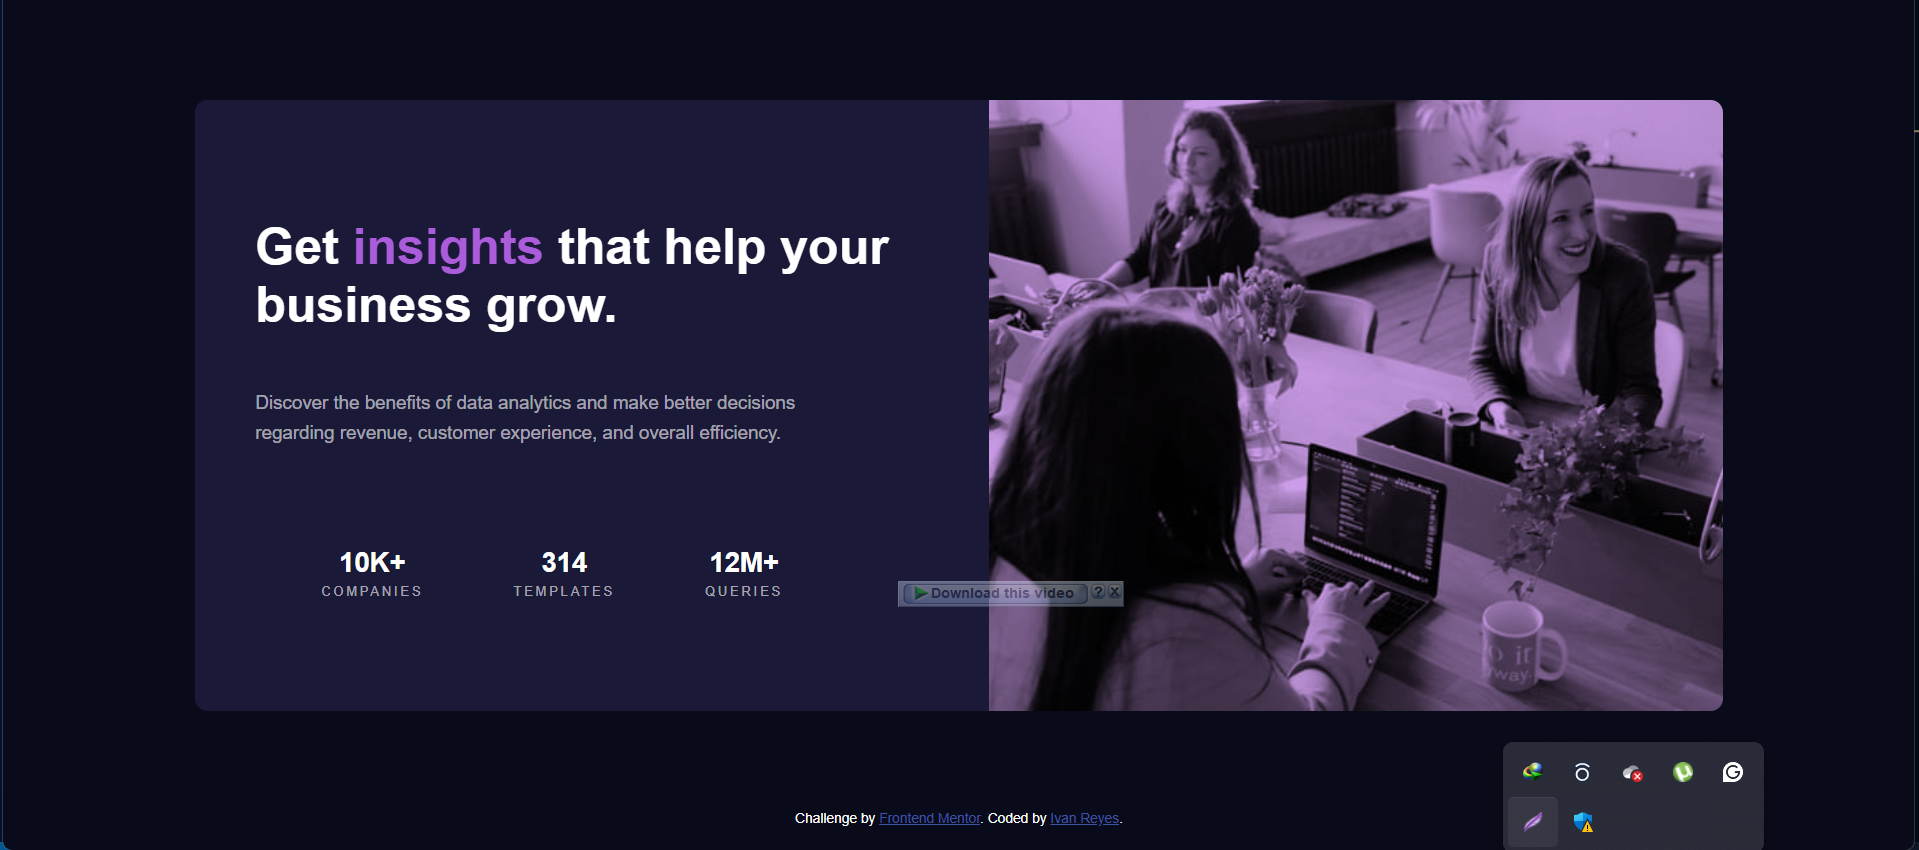 Get insights that help your
business grow.
Discover the benefits of data analytics and make better decisions
regarding revenue, customer experience, and overall efficiency.
10K+ 314 12M+
COMPANIES TEMPLATES QUERIES
Download this video ? X
o it
way.
Challenge by Frontend Mentor. Coded by Ivan Reyes.